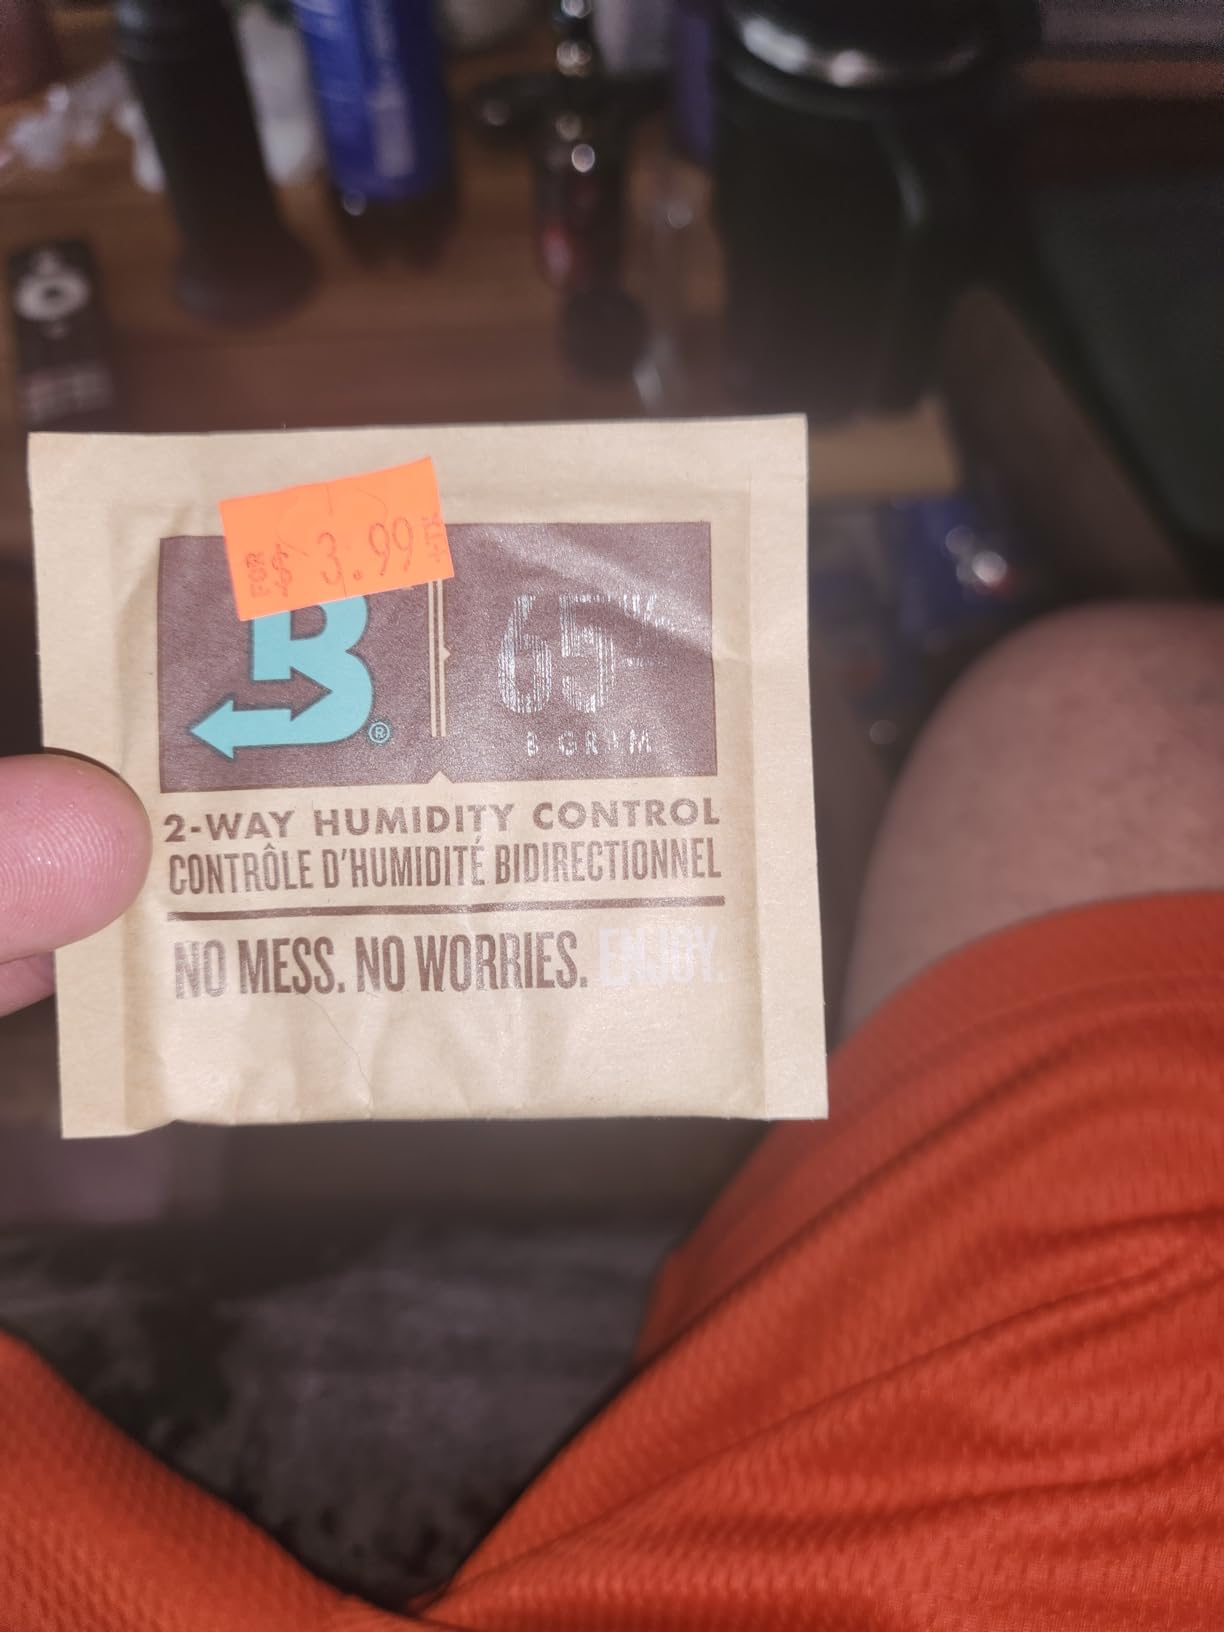 3.99
B®
65%
8 GRAM
2-WAY HUMIDITY CONTROL
CONTRÔLE D'HUMIDITÉ BIDIRECTIONNEL
NO MESS. NO WORRIES. ENJOY.